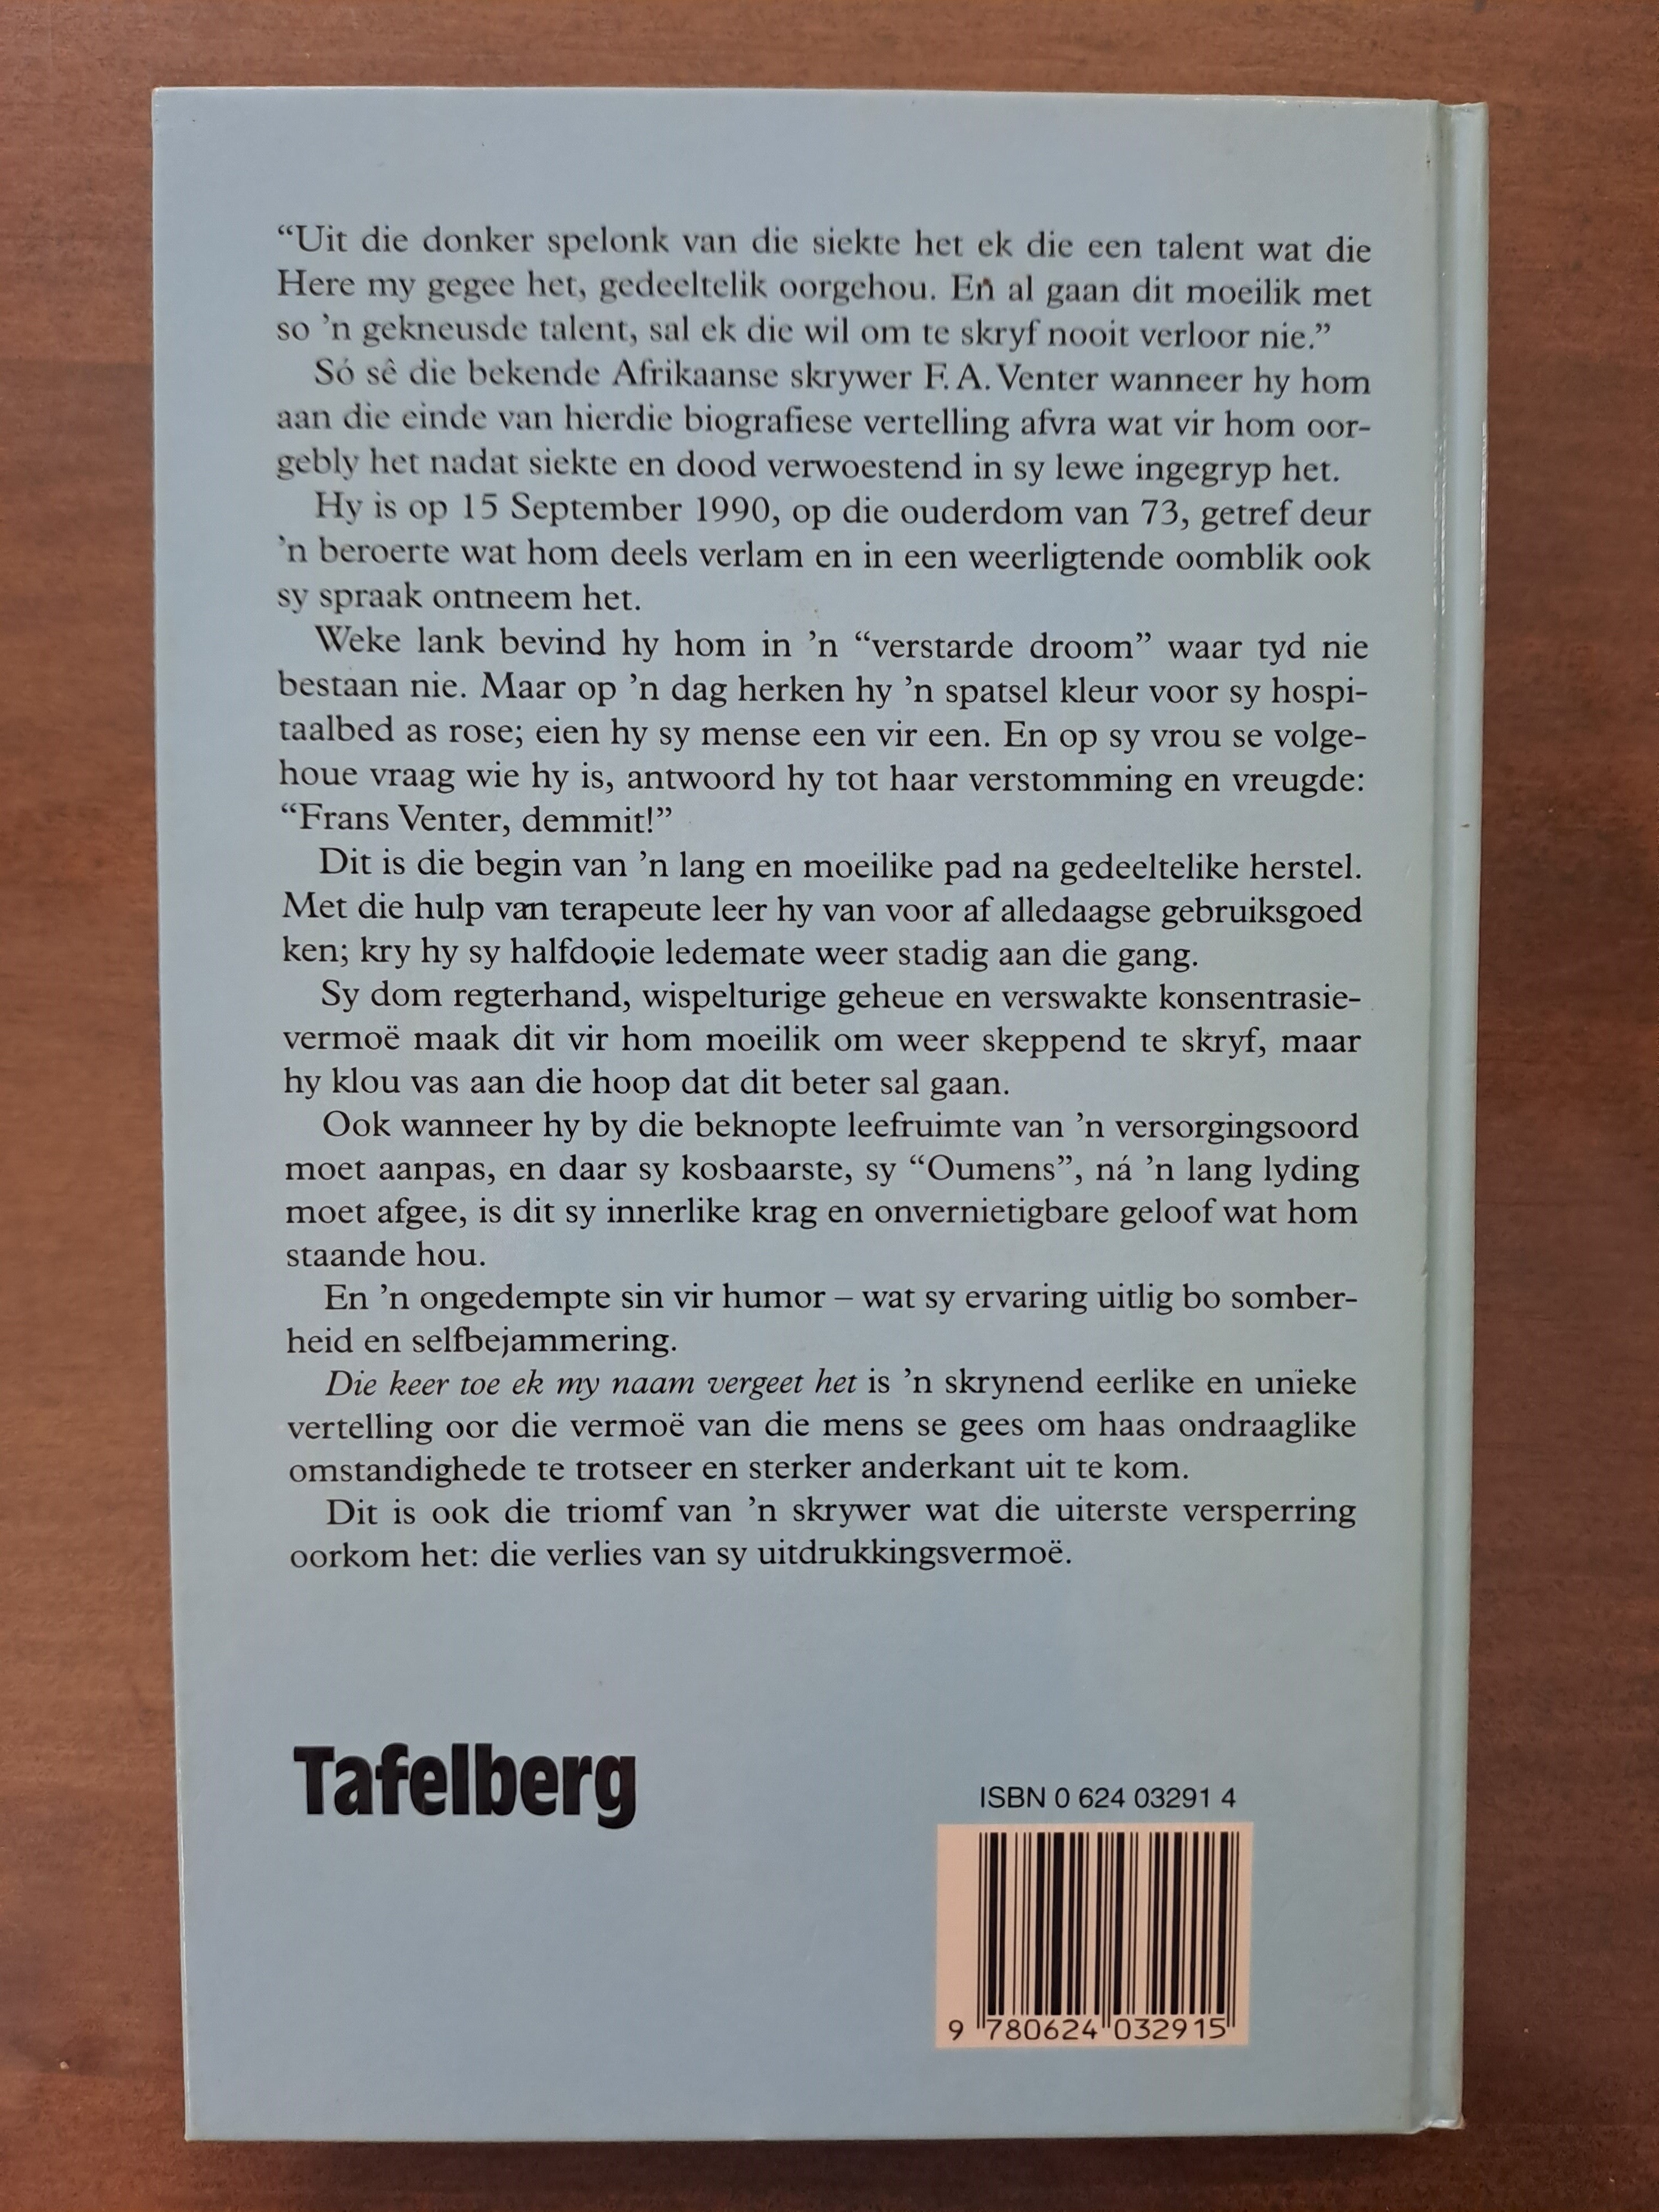 “Uit die donker spelonk van die siekte het ek die een talent wat die
Here my gegee het, gedeeltelik oorgehou. En al gaan dit moeilik met
so ’n gekneusde talent, sal ek die wil om te skryf nooit verloor nie.”
Só sê die bekende Afrikaanse skrywer F. A. Venter wanneer hy hom
aan die einde van hierdie biografiese vertelling afvra wat vir hom oor-
gebly het nadat siekte en dood verwoestend in sy lewe ingegryp het.
Hy is op 15 September 1990, op die ouderdom van 73, getref deur
’n beroerte wat hom deels verlam en in een weerligtende oomblik ook
sy spraak ontneem het.
Weke lank bevind hy hom in ’n “verstarde droom” waar tyd nie
bestaan nie. Maar op ’n dag herken hy ’n spatsel kleur voor sy hospi-
taalbed as rose; eien hy sy mense een vir een. En op sy vrou se volge-
houe vraag wie hy is, antwoord hy tot haar verstomming en vreugde:
“Frans Venter, demmit!”
Dit is die begin van ’n lang en moeilike pad na gedeeltelike herstel.
Met die hulp van terapeute leer hy van voor af alledaagse gebruiksgoed
ken; kry hy sy halfdooie ledemate weer stadig aan die gang.
Sy dom regterhand, wispelturige geheue en verswakte konsentrasie-
vermoë maak dit vir hom moeilik om weer skeppend te skryf, maar
hy klou vas aan die hoop dat dit beter sal gaan.
Ook wanneer hy by die beknopte leefruimte van ’n versorgingsoord
moet aanpas, en daar sy kosbaarste, sy “Oumens”, ná ’n lang lyding
moet afgee, is dit sy innerlike krag en onvernietigbare geloof wat hom
staande hou.
En ’n ongedempte sin vir humor – wat sy ervaring uitlig bo somber-
heid en selfbejammering.
Die keer toe ek my naam vergeet het is ’n skrynend eerlike en unieke
vertelling oor die vermoë van die mens se gees om haas ondraaglike
omstandighede te trotseer en sterker anderkant uit te kom.
Dit is ook die triomf van ’n skrywer wat die uiterste versperring
oorkom het: die verlies van sy uitdrukkingsvermoë.
Tafelberg
ISBN 0 624 03291 4
9 780624 032915